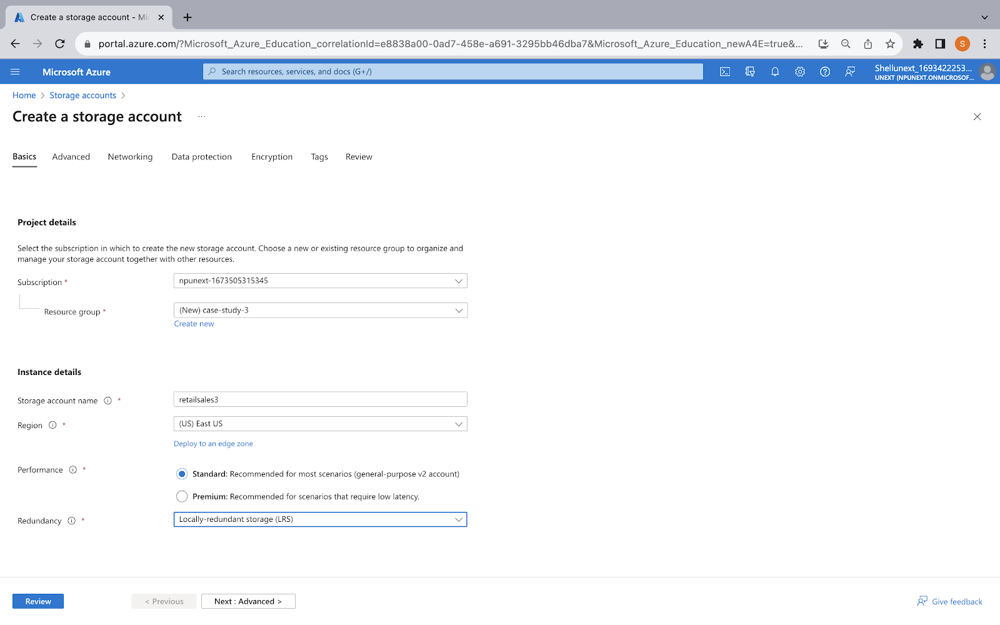 Create a storage account - Mi
portal.azure.com/?Microsoft_Azure_Education_correlationId=e8838a00-0ad7-458e-a691-3295bb46dba7&Microsoft_Azure_Education_newA4E=true&...
S
Microsoft Azure
Search resources, services, and docs (G+/)
Shellunext_1693422253...
UNEXT (NPUNEXT.ONMICROSOF...
Home > Storage accounts >
Create a storage account ...
Basics Advanced Networking Data protection Encryption Tags Review
Project details
Select the subscription in which to create the new storage account. Choose a new or existing resource group to organize and
manage your storage account together with other resources.
Subscription * npunext-1673505315345
Resource group * (New) case-study-3
Create new
Instance details
Storage account name * retailsales3
Region * (US) East US
Deploy to an edge zone
Performance * Standard: Recommended for most scenarios (general-purpose v2 account)
Premium: Recommended for scenarios that require low latency.
Redundancy * Locally-redundant storage (LRS)
Review < Previous Next : Advanced > Give feedback